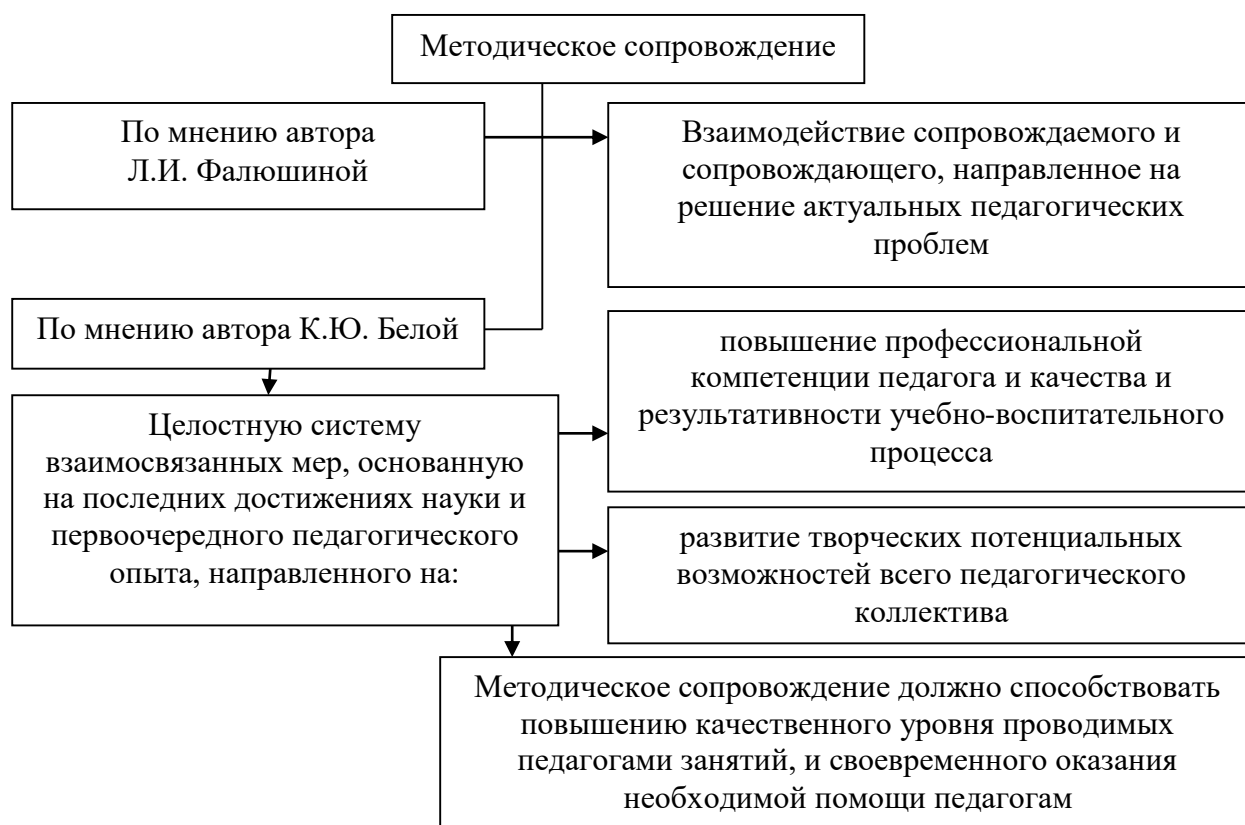 Методическое сопровождение
По мнению автора
Л.И. Фалюшиной
Взаимодействие сопровождаемого и
сопровождающего, направленное на
решение актуальных педагогических
проблем
По мнению автора К.Ю. Белой
Целостную систему
взаимосвязанных мер, основанную
на последних достижениях науки и
первоочередного педагогического
опыта, направленного на:
повышение профессиональной
компетенции педагога и качества и
результативности учебно-воспитательного
процесса
развитие творческих потенциальных
возможностей всего педагогического
коллектива
Методическое сопровождение должно способствовать
повышению качественного уровня проводимых
педагогами занятий, и своевременного оказания
необходимой помощи педагогам